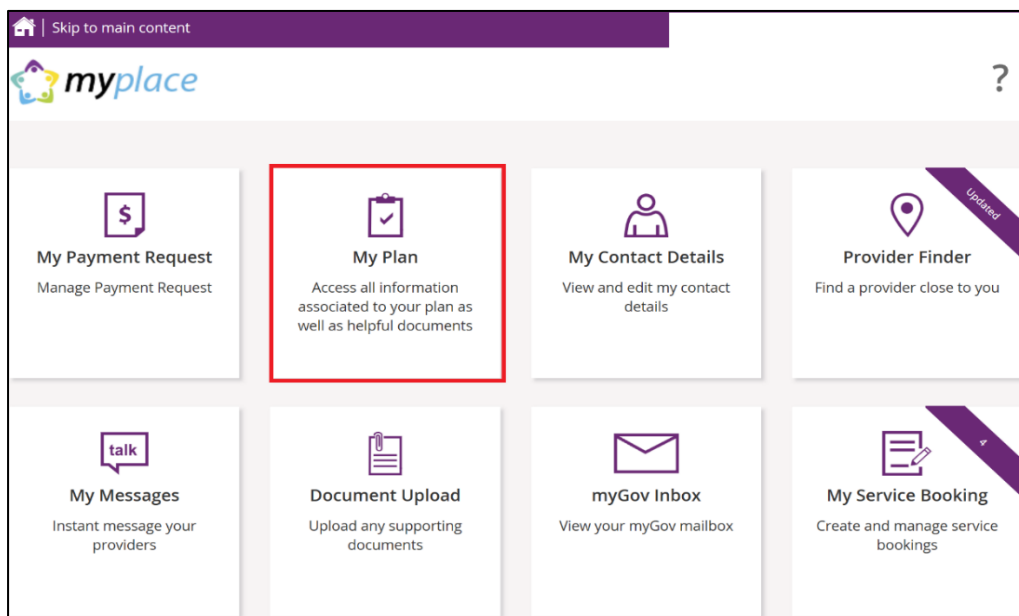 Skip to main content
myplace
?
$
My Payment Request
Manage Payment Request
My Plan
Access all information
associated to your plan as
well as helpful documents
My Contact Details
View and edit my contact
details
Updated
Provider Finder
Find a provider close to you
talk
My Messages
Instant message your
providers
Document Upload
Upload any supporting
documents
myGov Inbox
View your myGov mailbox
4
My Service Booking
Create and manage service
bookings